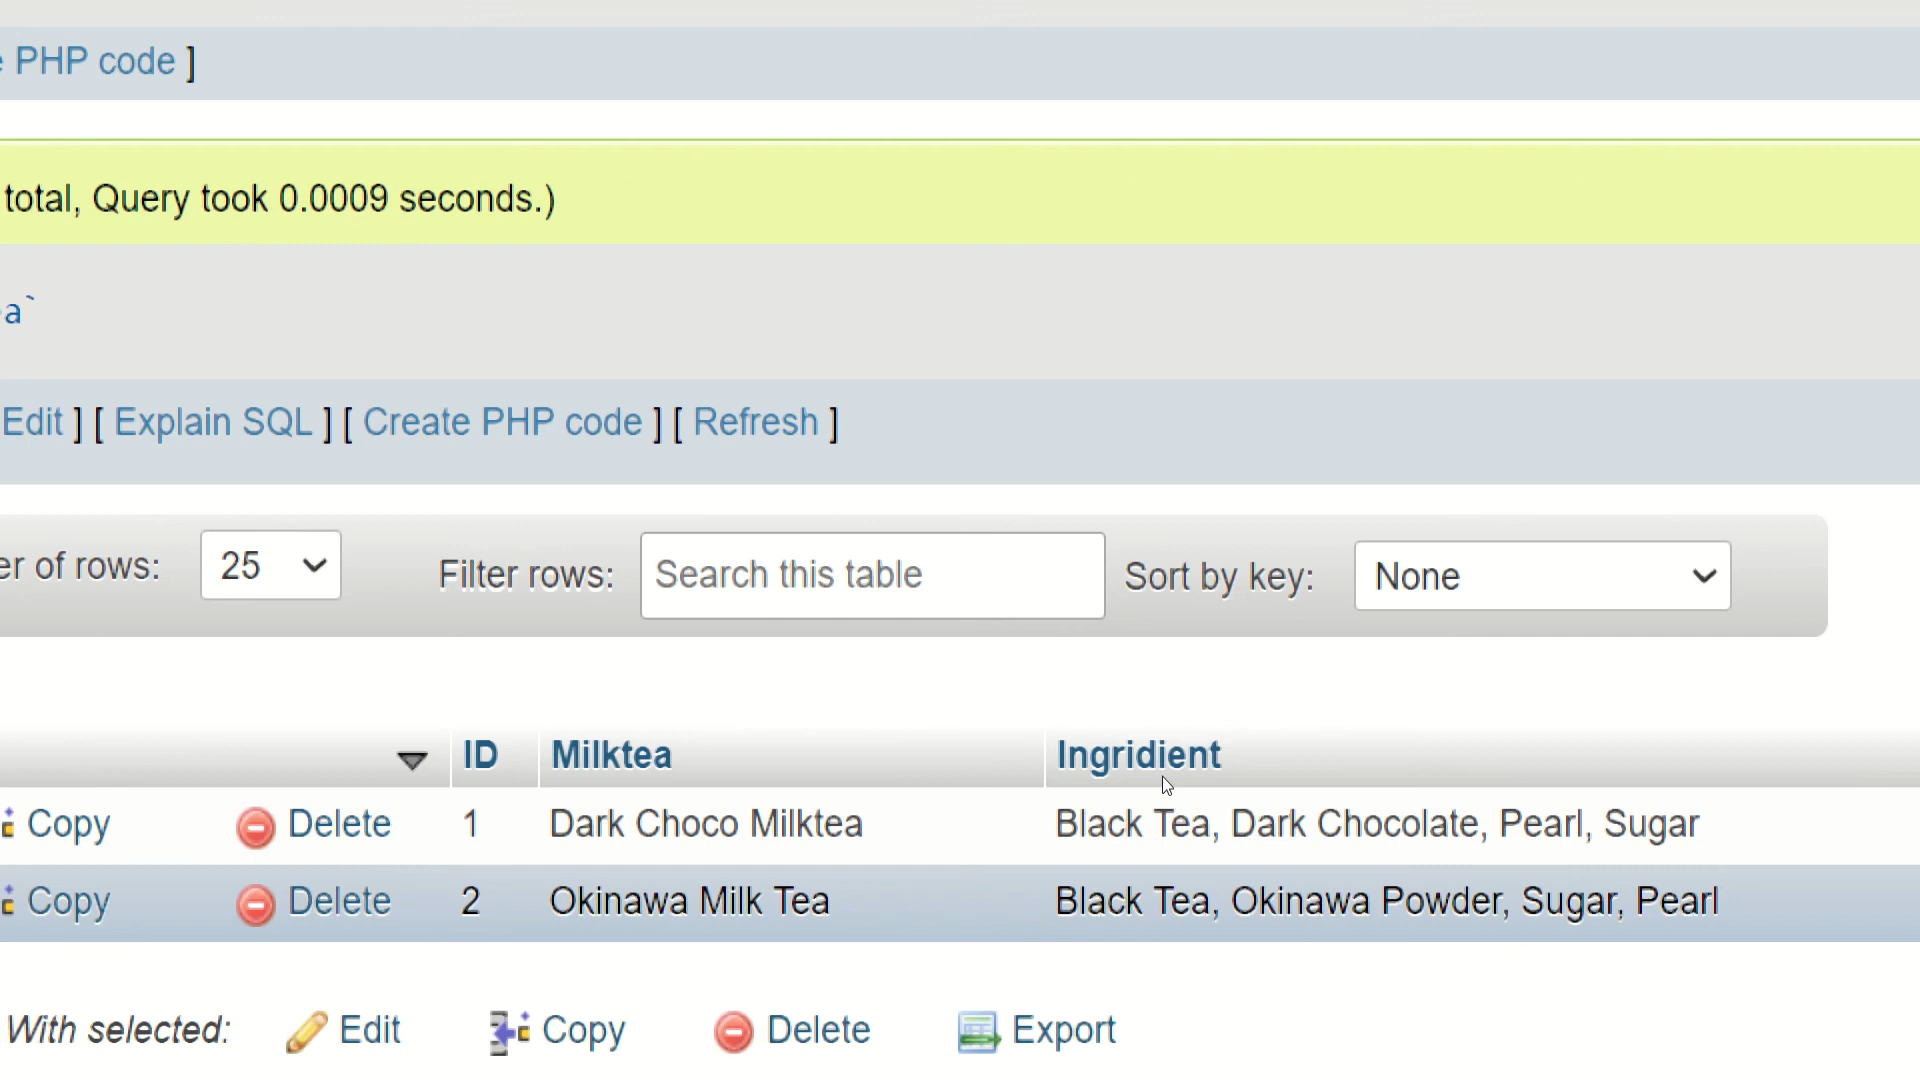 PHP code ]
total, Query took 0.0009 seconds.)
a`
Edit ] [ Explain SQL ] [ Create PHP code ] [ Refresh ]
er of rows: 25 Filter rows: Search this table Sort by key: None
ID Milktea Ingridient
Copy Delete 1 Dark Choco Milktea Black Tea, Dark Chocolate, Pearl, Sugar
Copy Delete 2 Okinawa Milk Tea Black Tea, Okinawa Powder, Sugar, Pearl
With selected: Edit Copy Delete Export